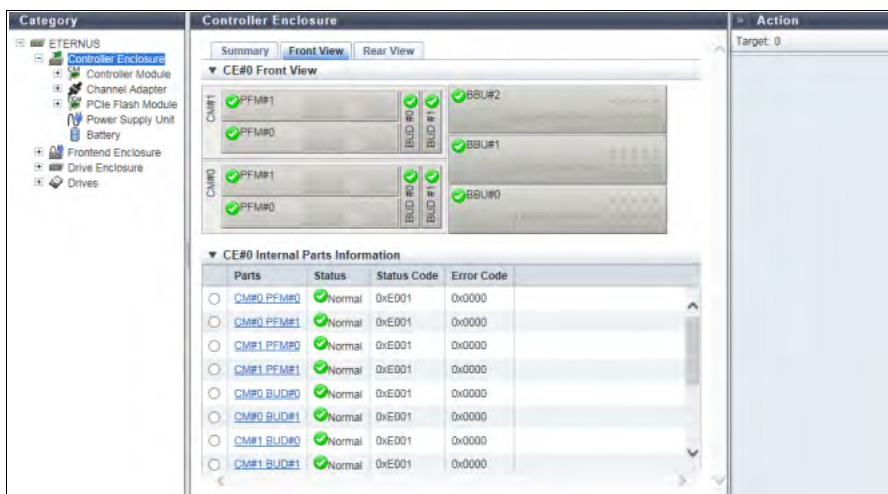 Category
ETERNUS
Controller Enclosure
Controller Module
Channel Adapter
PCIe Flash Module
Power Supply Unit
Battery
Frontend Enclosure
Drive Enclosure
Drives
Controller Enclosure
Summary Front View Rear View
▼ CE#0 Front View
CM#1
PFM#1
PFM#0
BUD #0
BUD #1
CM#0
PFM#1
PFM#0
BUD #0
BUD #1
BBU#2
BBU#1
BBU#0
▼ CE#0 Internal Parts Information
Parts Status Status Code Error Code
CM#0 PFM#0 Normal 0xE001 0x0000
CM#0 PFM#1 Normal 0xE001 0x0000
CM#1 PFM#0 Normal 0xE001 0x0000
CM#1 PFM#1 Normal 0xE001 0x0000
CM#0 BUD#0 Normal 0xE001 0x0000
CM#0 BUD#1 Normal 0xE001 0x0000
CM#1 BUD#0 Normal 0xE001 0x0000
CM#1 BUD#1 Normal 0xE001 0x0000
» Action
Target: 0